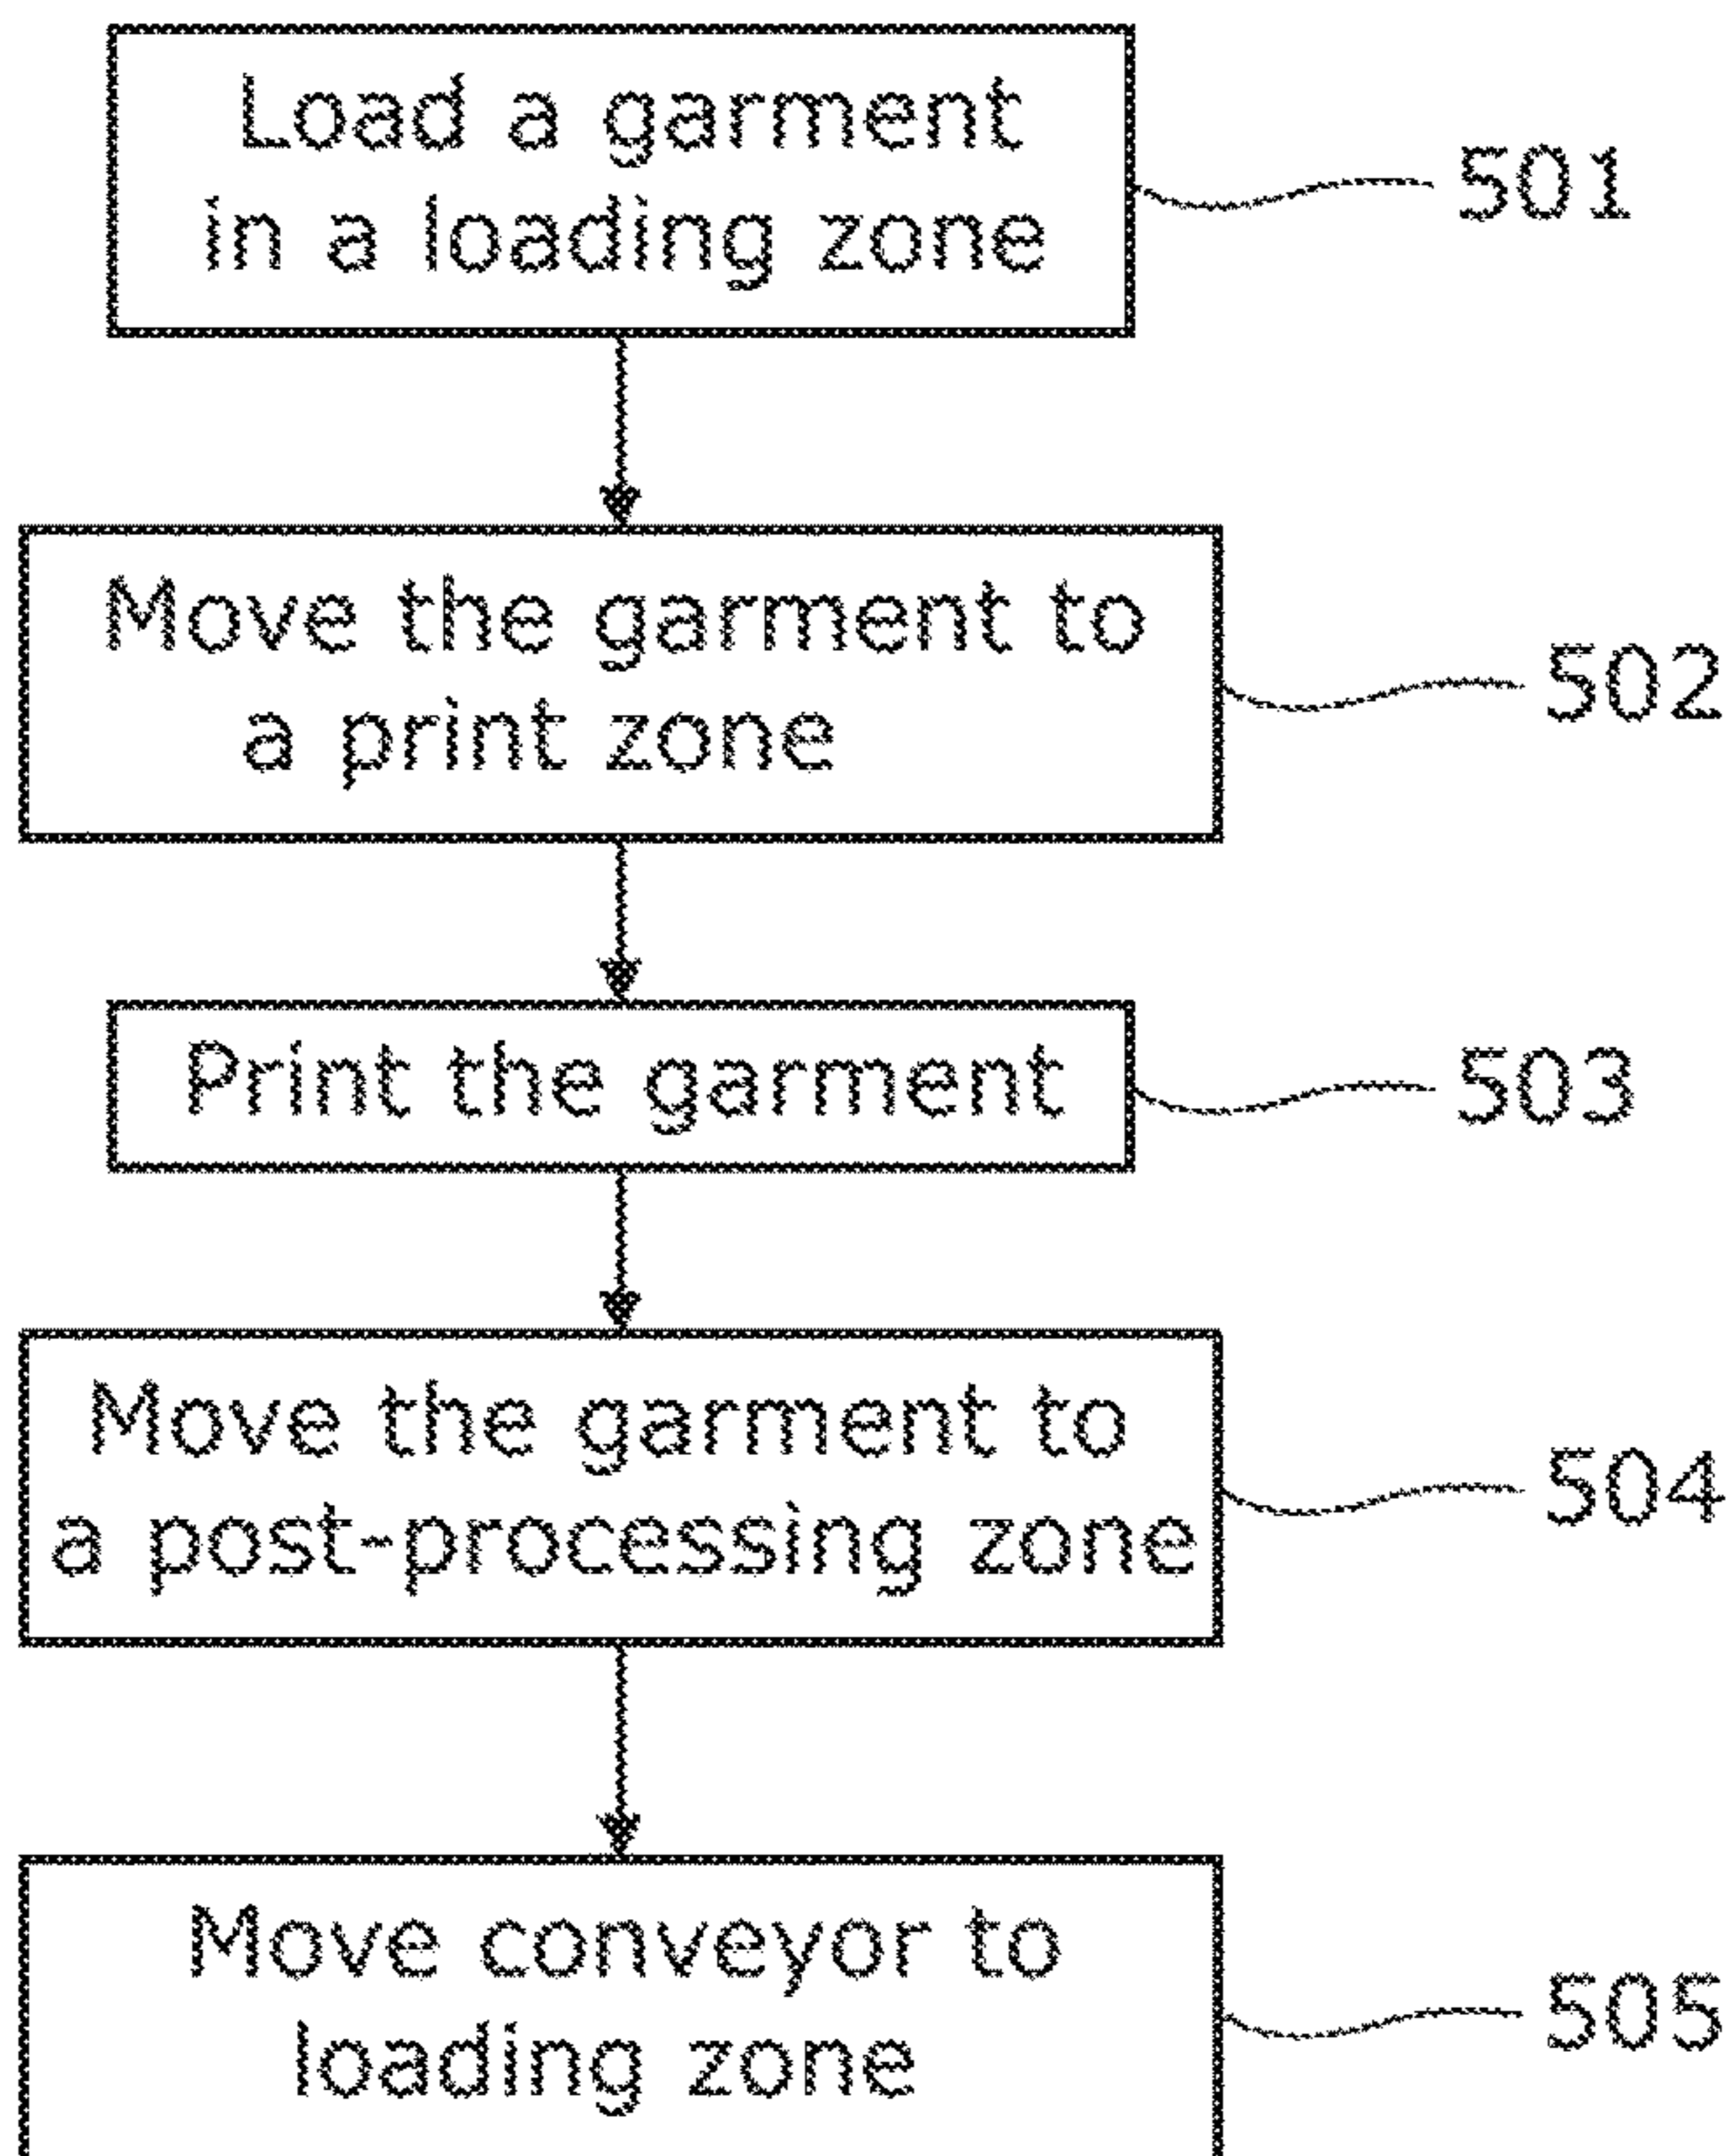 Load a garment
in a loading zone
501
Move the garment to
a print zone
502
Print the garment
503
Move the garment to
a post-processing zone
504
Move conveyor to
loading zone
505